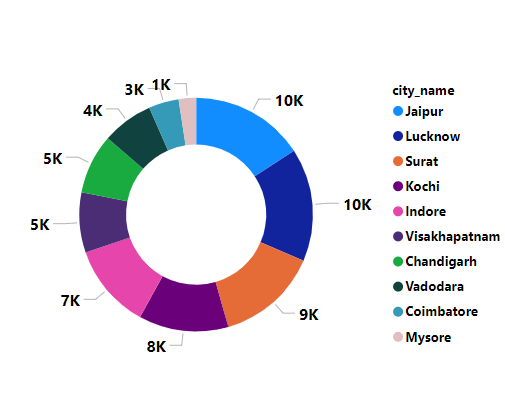 3K
1K
10K
4K
5K
10K
5K
7K
9K
8K
city_name
Jaipur
Lucknow
Surat
Kochi
Indore
Visakhapatnam
Chandigarh
Vadodara
Coimbatore
Mysore